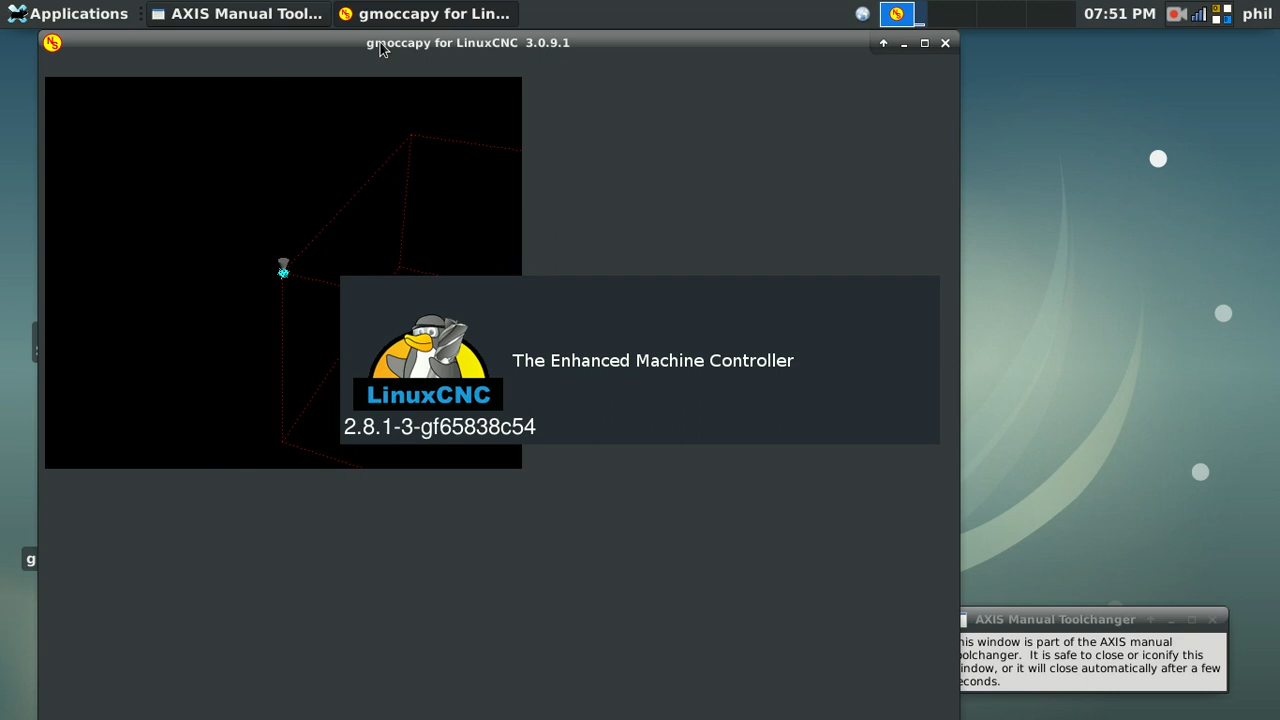 Applications
AXIS Manual Tool...
gmoccapy for Lin...
07:51 PM
phil
gmoccapy for LinuxCNC 3.0.9.1
The Enhanced Machine Controller
LinuxCNC
2.8.1-3-gf65838c54
g
AXIS Manual Toolchanger
his window is part of the AXIS manual
oolchanger. It is safe to close or iconify this
indow, or it will close automatically after a few
econds.